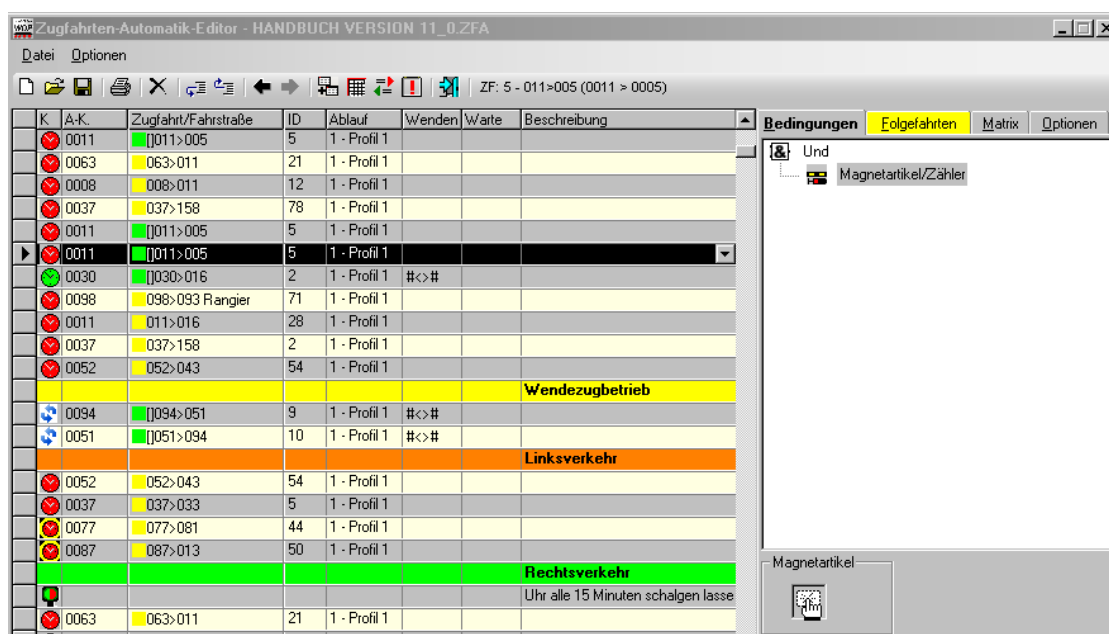 Zugfahrten-Automatik-Editor - HANDBUCH VERSION 11_0.ZFA
Datei Optionen
ZF: 5 - 011>005 (0011 > 0005)
K A-K. Zugfahrt/Fahrstraße ID Ablauf Wenden Warte Beschreibung
0011 []011>005 5 1 - Profil 1
0063 063>011 21 1 - Profil 1
0008 008>011 12 1 - Profil 1
0037 037>158 78 1 - Profil 1
0011 []011>005 5 1 - Profil 1
0011 []011>005 5 1 - Profil 1
0030 []030>016 2 1 - Profil 1 #<>#
0098 098>093 Rangier 71 1 - Profil 1
0011 011>016 28 1 - Profil 1
0037 037>158 2 1 - Profil 1
0052 052>043 54 1 - Profil 1
Wendezugbetrieb
0094 []094>051 9 1 - Profil 1 #<>#
0051 []051>094 10 1 - Profil 1 #<>#
Linksverkehr
0052 052>043 54 1 - Profil 1
0037 037>033 5 1 - Profil 1
0077 077>081 44 1 - Profil 1
0087 087>013 50 1 - Profil 1
Rechtsverkehr
Uhr alle 15 Minuten schalgen lasse
0063 063>011 21 1 - Profil 1
Bedingungen Folgefahrten Matrix Optionen
& Und
Magnetartikel/Zähler
Magnetartikel